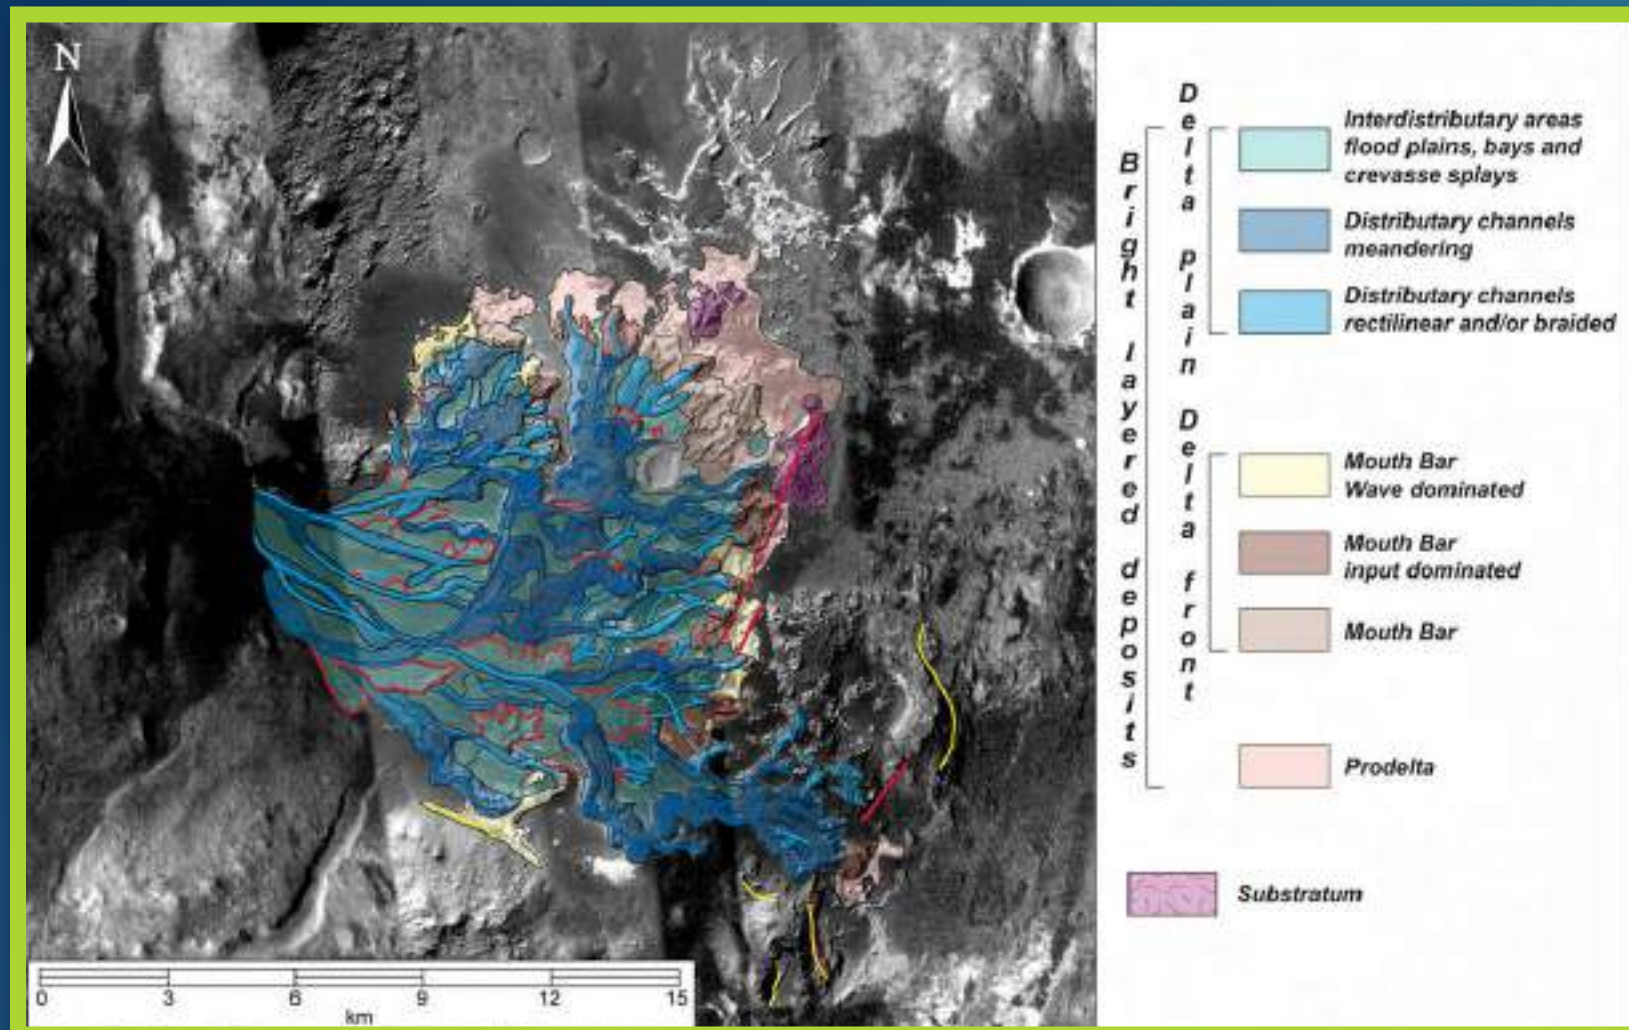 N
Bright layered deposits
Delta plain
Interdistributary areas
flood plains, bays and
crevasse splays
Distributary channels
meandering
Distributary channels
rectilinear and/or braided
Delta front
Mouth Bar
Wave dominated
Mouth Bar
input dominated
Mouth Bar
Prodelta
Substratum
0 3 6 9 12 15
km